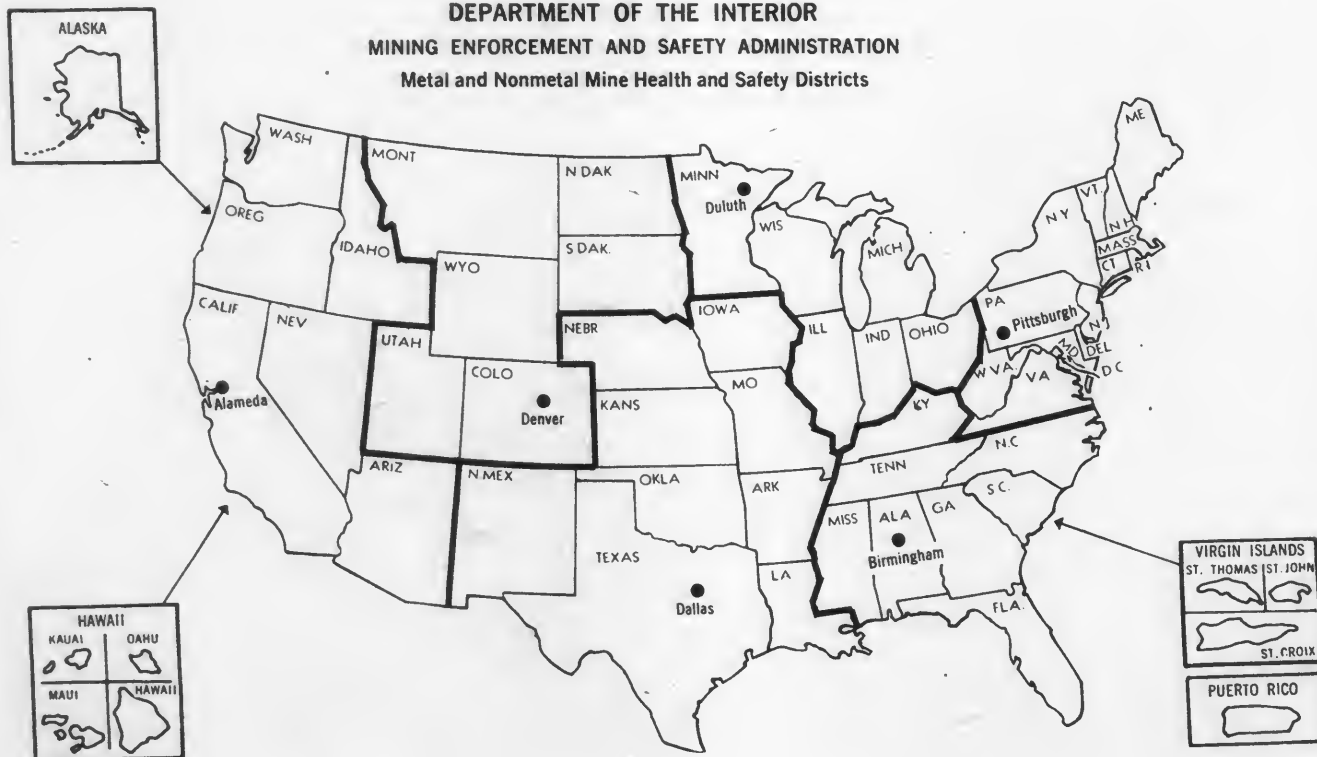 DEPARTMENT OF THE INTERIOR
MINING ENFORCEMENT AND SAFETY ADMINISTRATION
Metal and Nonmetal Mine Health and Safety Districts
ALASKA
WASH
MONT
N DAK
MINN
Duluth
ME
VT.
N H
N Y
MASS
CT
R I
OREG
IDAHO
WYO
S DAK.
WIS
MICH
CALIF
NEV
UTAH
COLO
NEBR
IOWA
ILL
IND
OHIO
PA
Pittsburgh
N J
MD
DEL
D C
W VA.
VA
Alameda
Denver
KANS
MO
KY
ARIZ
N MEX
OKLA
ARK
TENN
N.C
S C.
MISS
ALA
GA
Birmingham
TEXAS
Dallas
LA
FLA.
HAWAII
KAUAI
OAHU
MAUI
HAWAII
VIRGIN ISLANDS
ST. THOMAS
ST. JOHN
ST. CROIX
PUERTO RICO